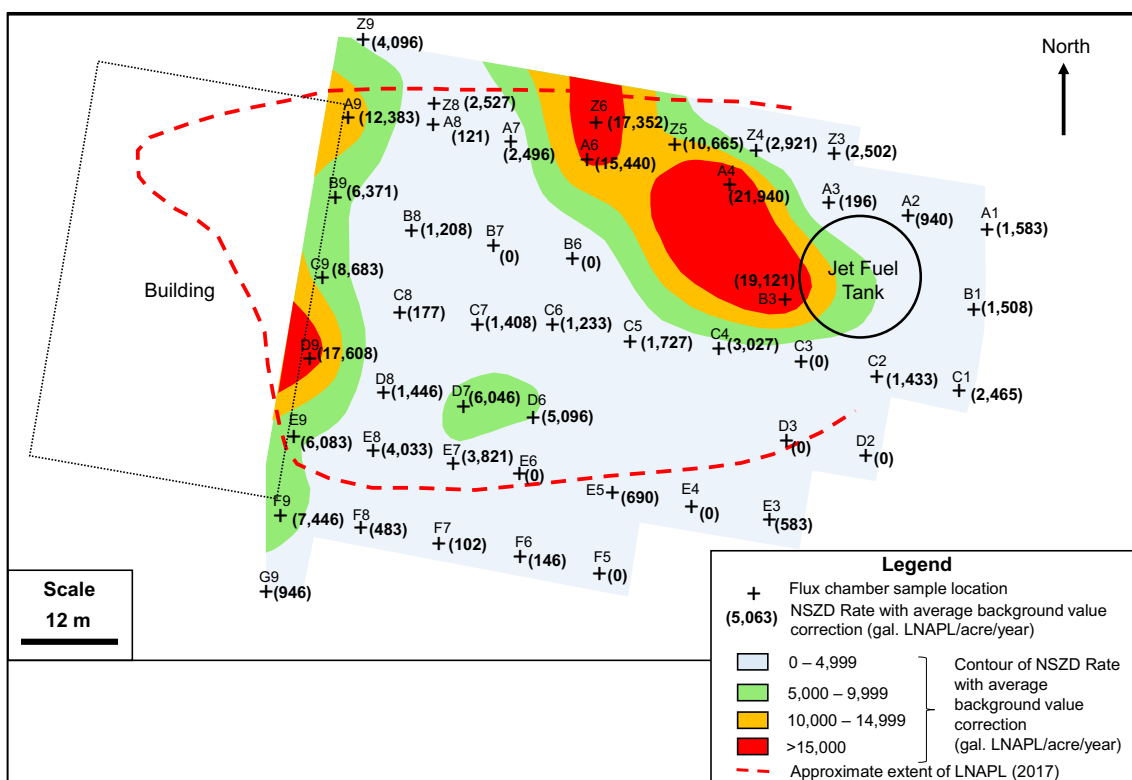 Z9
(4,096)
North
A9
(12,383)
Z8 (2,527)
A8
(121)
A7
(2,496)
Z6
(17,352)
A6
(15,440)
Z5
(10,665)
Z4
(2,921)
Z3
(2,502)
A4
(21,940)
A3
(196)
A2
(940)
A1
(1,583)
B9
(6,371)
B8
(1,208)
B7
(0)
B6
(0)
Building
C9
(8,683)
(19,121)
B3
Jet Fuel
Tank
B1
(1,508)
C8
(177)
C7
(1,408)
C6
(1,233)
C5
(1,727)
C4
(3,027)
C3
(0)
C2
(1,433)
C1
(2,465)
D9
(17,608)
D8
(1,446)
D7
(6,046)
D6
(5,096)
D3
(0)
D2
(0)
E9
(6,083)
E8
(4,033)
E7
(3,821)
E6
(0)
E5
(690)
E4
(0)
E3
(583)
F9
(7,446)
F8
(483)
F7
(102)
F6
(146)
F5
(0)
G9
(946)
Scale
12 m
Legend
Flux chamber sample location
(5,063) NSZD Rate with average background value
correction (gal. LNAPL/acre/year)
0 – 4,999
5,000 – 9,999
10,000 – 14,999
>15,000
Contour of NSZD Rate
with average
background value
correction
(gal. LNAPL/acre/year)
Approximate extent of LNAPL (2017)